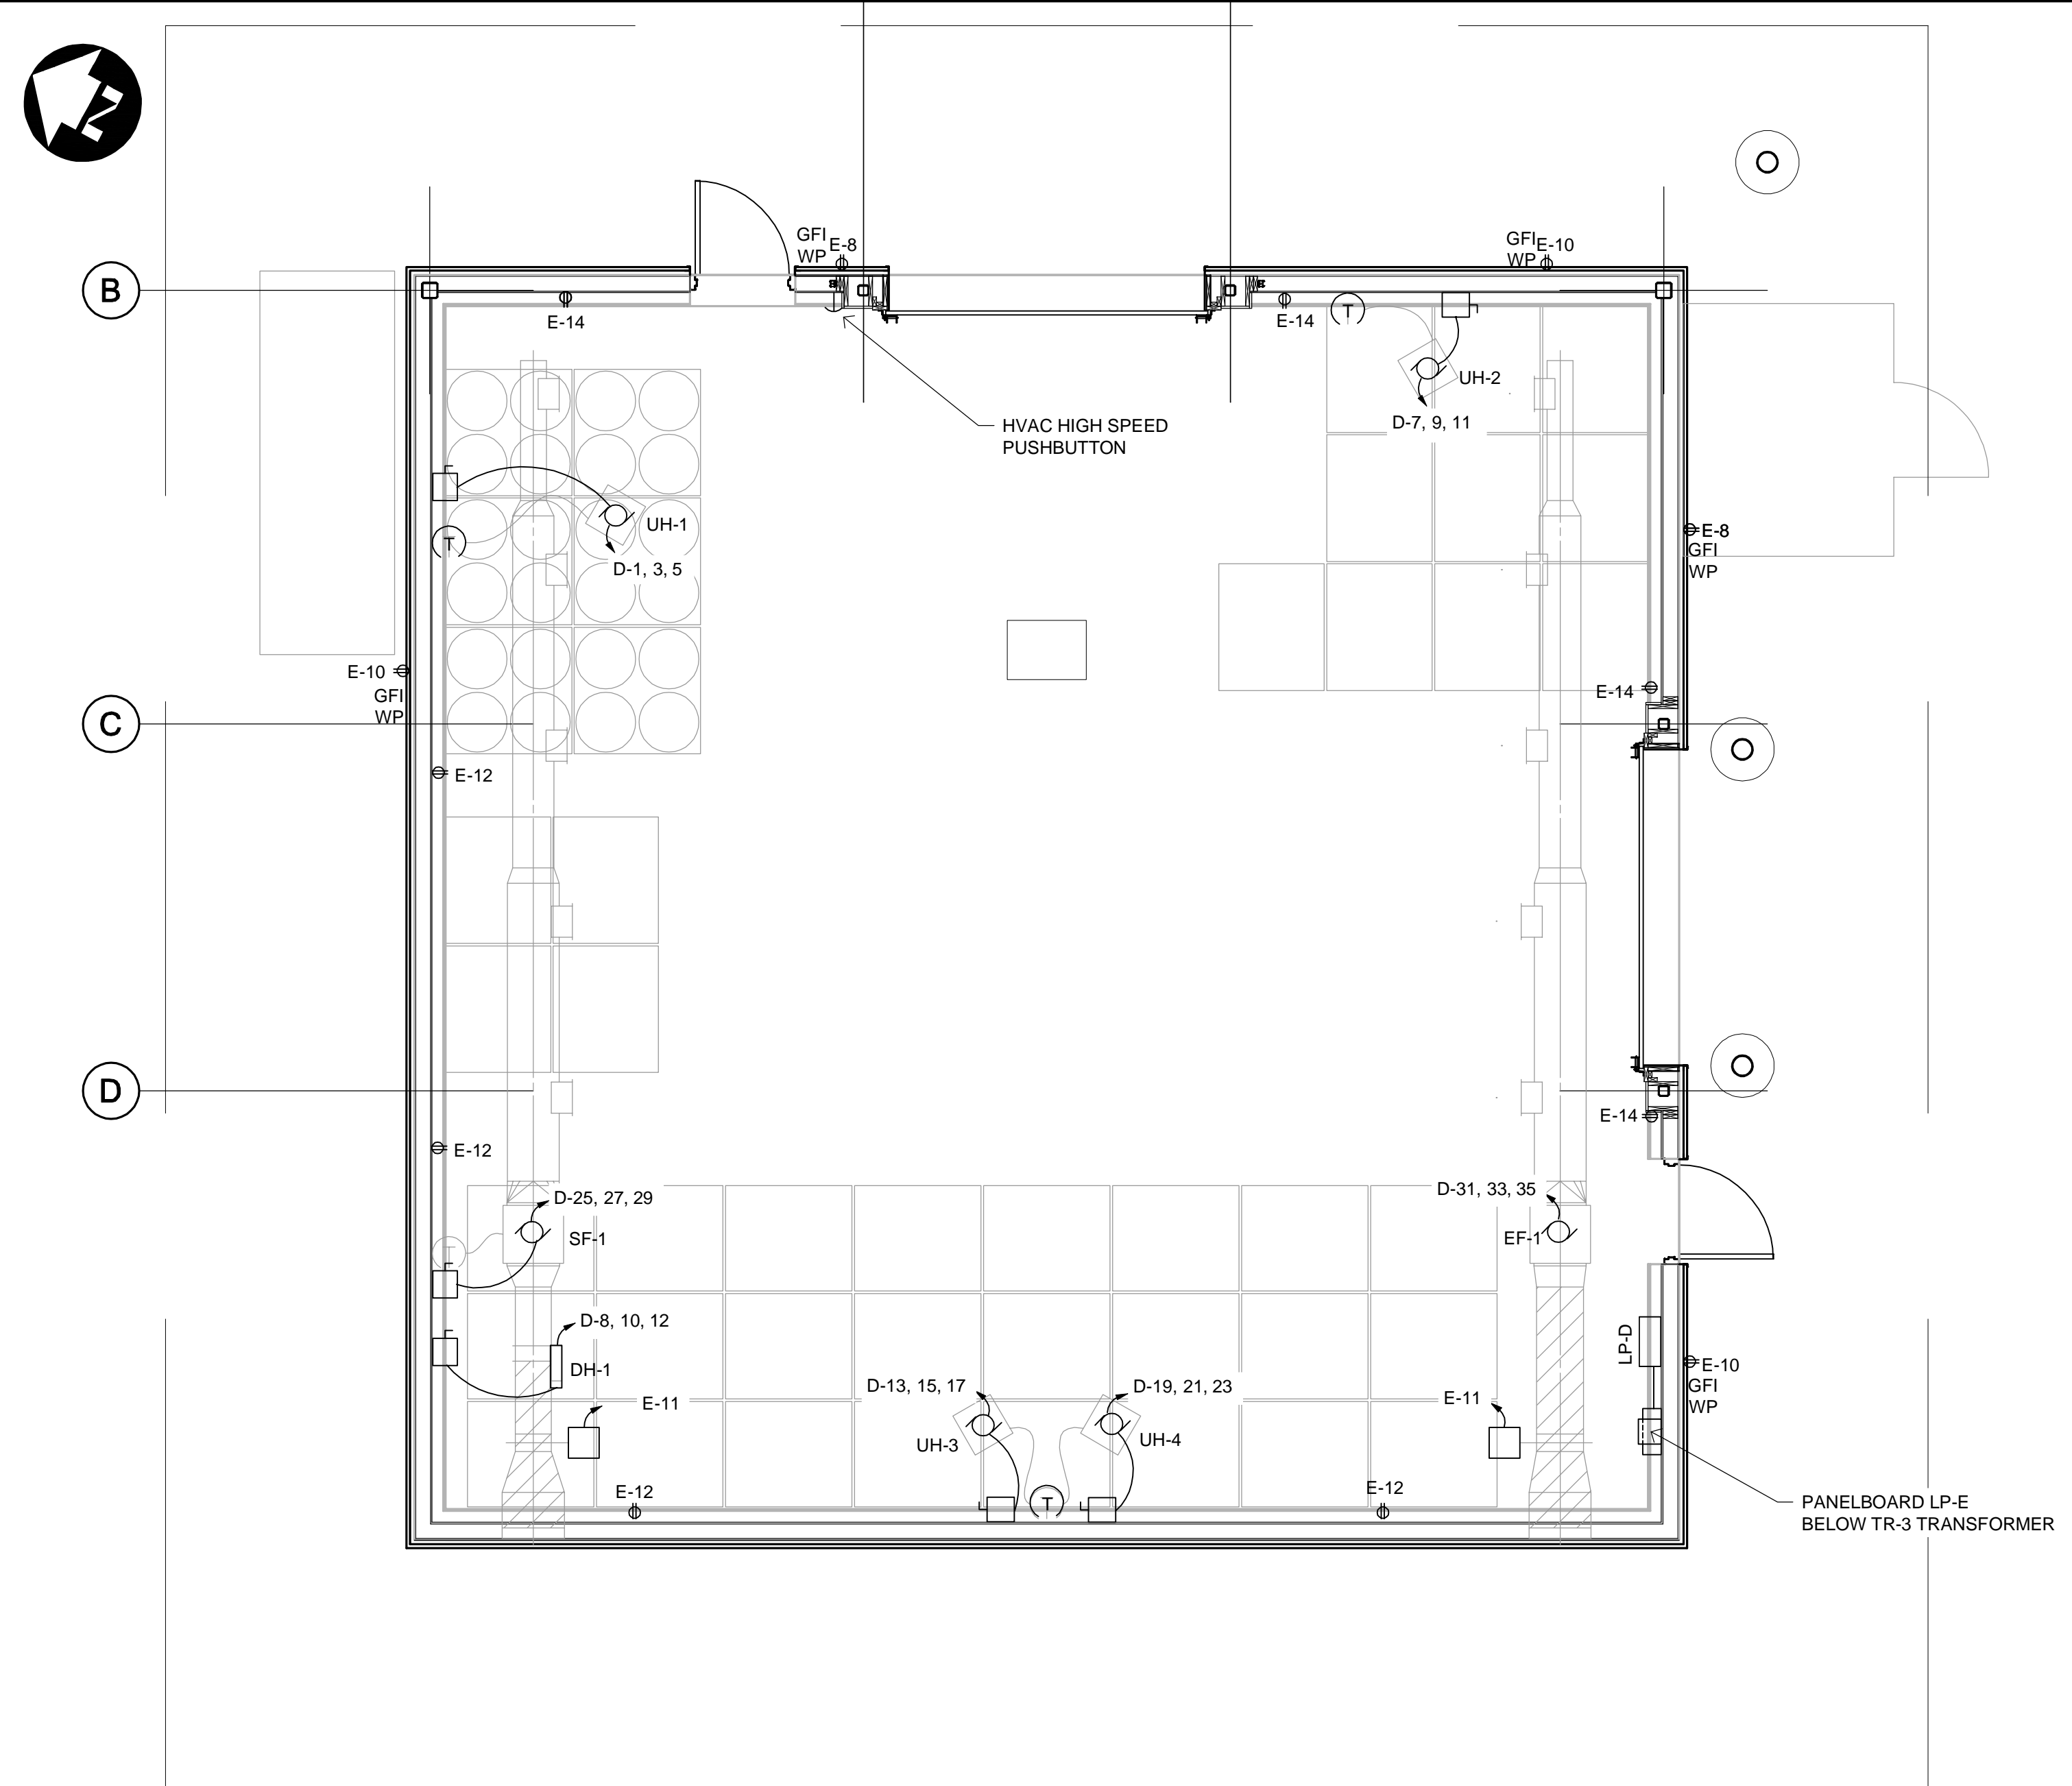 N
GFI
WP
E-8
GFI
WP
E-10
B
E-14
E-14
T
UH-2
D-7, 9, 11
HVAC HIGH SPEED
PUSHBUTTON
UH-1
T
D-1, 3, 5
E-8
GFI
WP
E-10
GFI
WP
E-14
C
E-12
D
E-14
E-12
D-25, 27, 29
D-31, 33, 35
SF-1
EF-1
T
D-8, 10, 12
DH-1
LP-D
E-10
GFI
WP
D-13, 15, 17
D-19, 21, 23
E-11
E-11
UH-3
UH-4
E-12
E-12
T
PANELBOARD LP-E
BELOW TR-3 TRANSFORMER